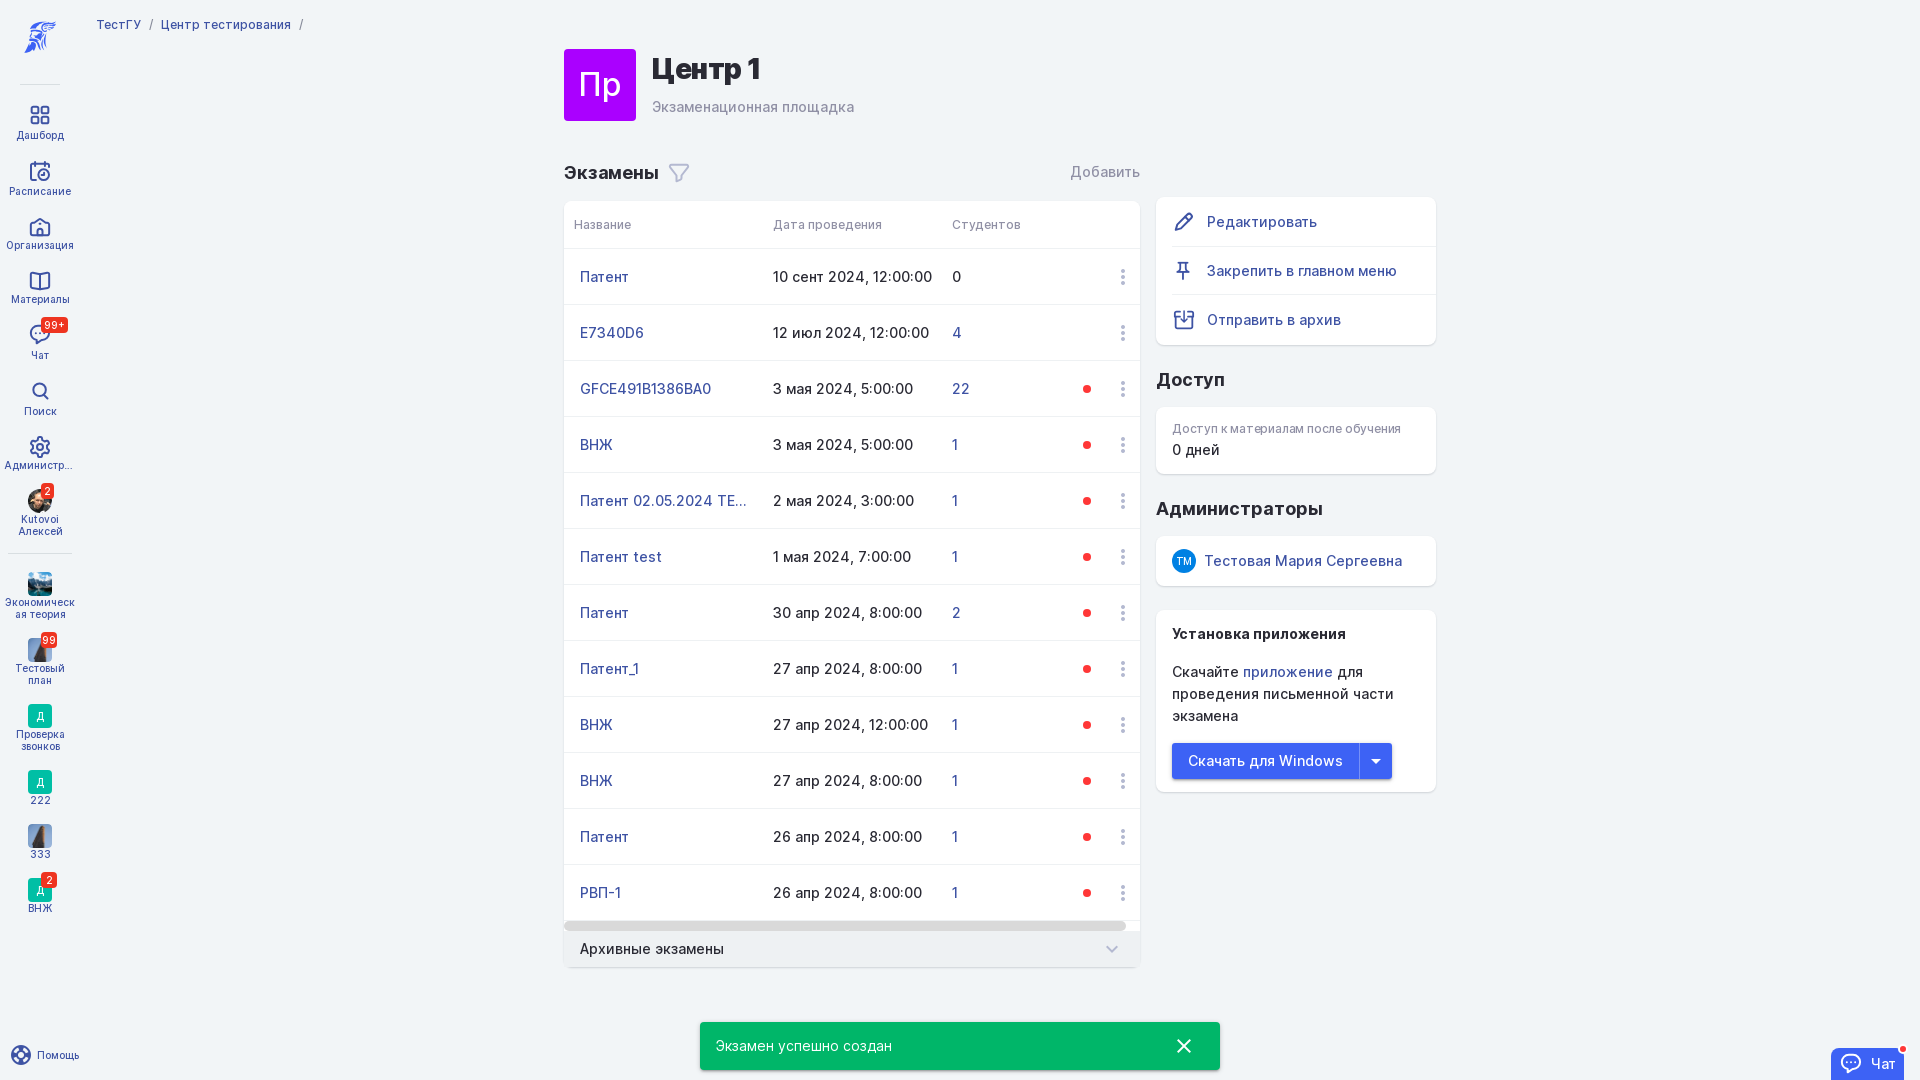 ТестГУ / Центр тестирования /
Пр
Центр 1
Экзаменационная площадка
Дашборд
Расписание
Организация
Материалы
99+
Чат
Поиск
Администр...
2
Kutovoi
Алексей
Экономическ
ая теория
99
Тестовый
план
Д
Проверка
звонков
Д
222
333
Д
2
ВНЖ
Помощь
Экзамены
Добавить
Название Дата проведения Студентов
Патент 10 сент 2024, 12:00:00 0
E7340D6 12 июл 2024, 12:00:00 4
GFCE491B1386BA0 3 мая 2024, 5:00:00 22
ВНЖ 3 мая 2024, 5:00:00 1
Патент 02.05.2024 ТЕ... 2 мая 2024, 3:00:00 1
Патент test 1 мая 2024, 7:00:00 1
Патент 30 апр 2024, 8:00:00 2
Патент_1 27 апр 2024, 8:00:00 1
ВНЖ 27 апр 2024, 12:00:00 1
ВНЖ 27 апр 2024, 8:00:00 1
Патент 26 апр 2024, 8:00:00 1
РВП-1 26 апр 2024, 8:00:00 1
Архивные экзамены
Редактировать
Закрепить в главном меню
Отправить в архив
Доступ
Доступ к материалам после обучения
0 дней
Администраторы
ТМ Тестовая Мария Сергеевна
Установка приложения
Скачайте приложение для
проведения письменной части
экзамена
Скачать для Windows
Экзамен успешно создан
Чат